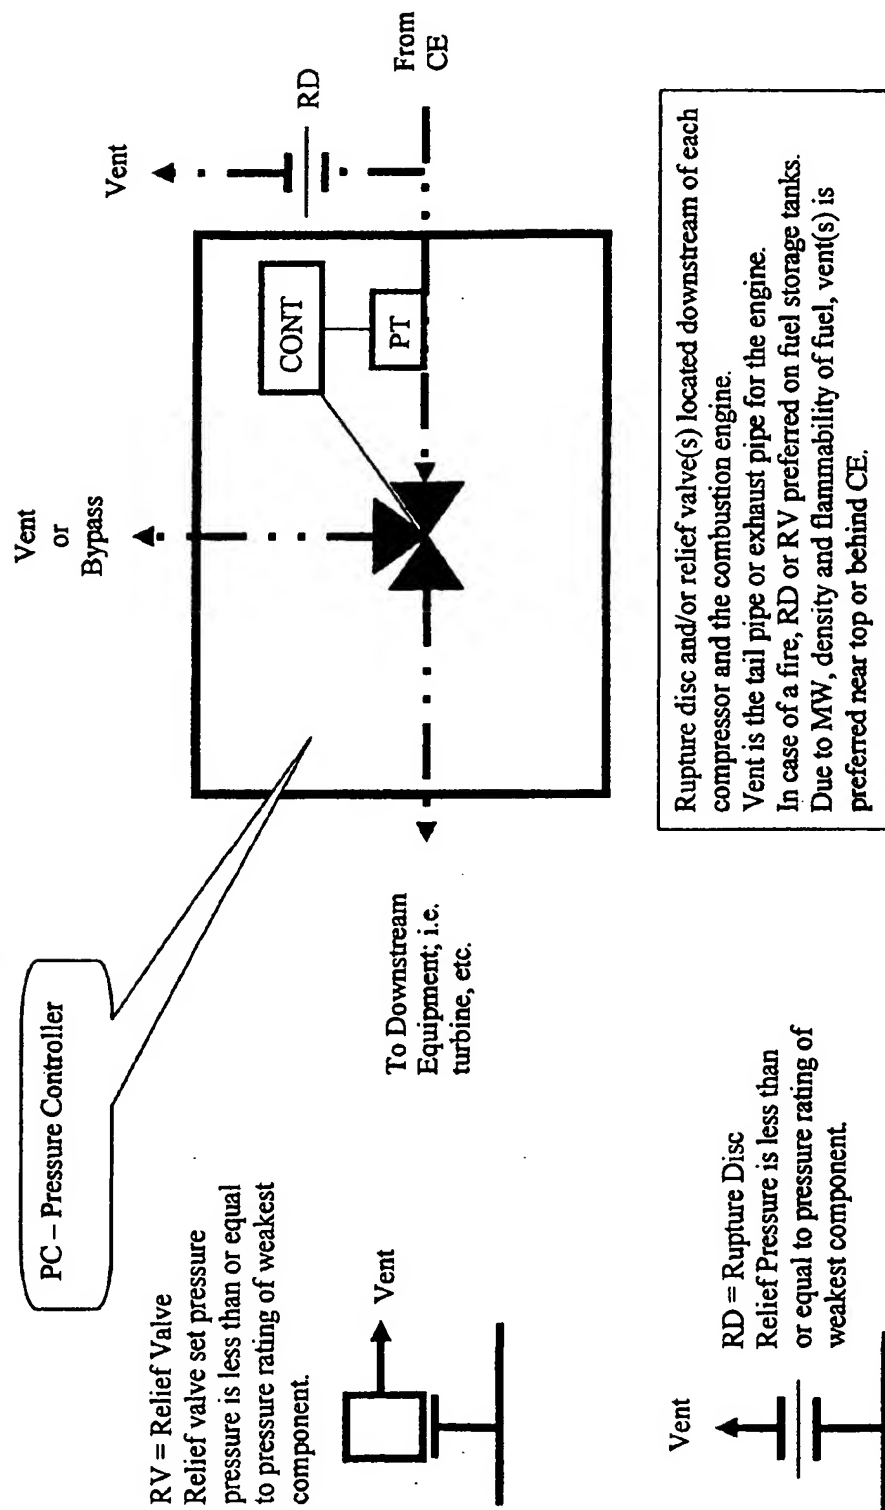 PC – Pressure Controller
RV = Relief Valve
Relief valve set pressure
pressure is less than or equal
to pressure rating of weakest
component.
Vent
To Downstream
Equipment; i.e.
turbine, etc.
Vent
or
Bypass
CONT
PT
Vent
RD
From
CE
Vent
RD = Rupture Disc
Relief Pressure is less than
or equal to pressure rating of
weakest component.
Rupture disc and/or relief valve(s) located downstream of each
compressor and the combustion engine.
Vent is the tail pipe or exhaust pipe for the engine.
In case of a fire, RD or RV preferred on fuel storage tanks.
Due to MW, density and flammability of fuel, vent(s) is
preferred near top or behind CE.